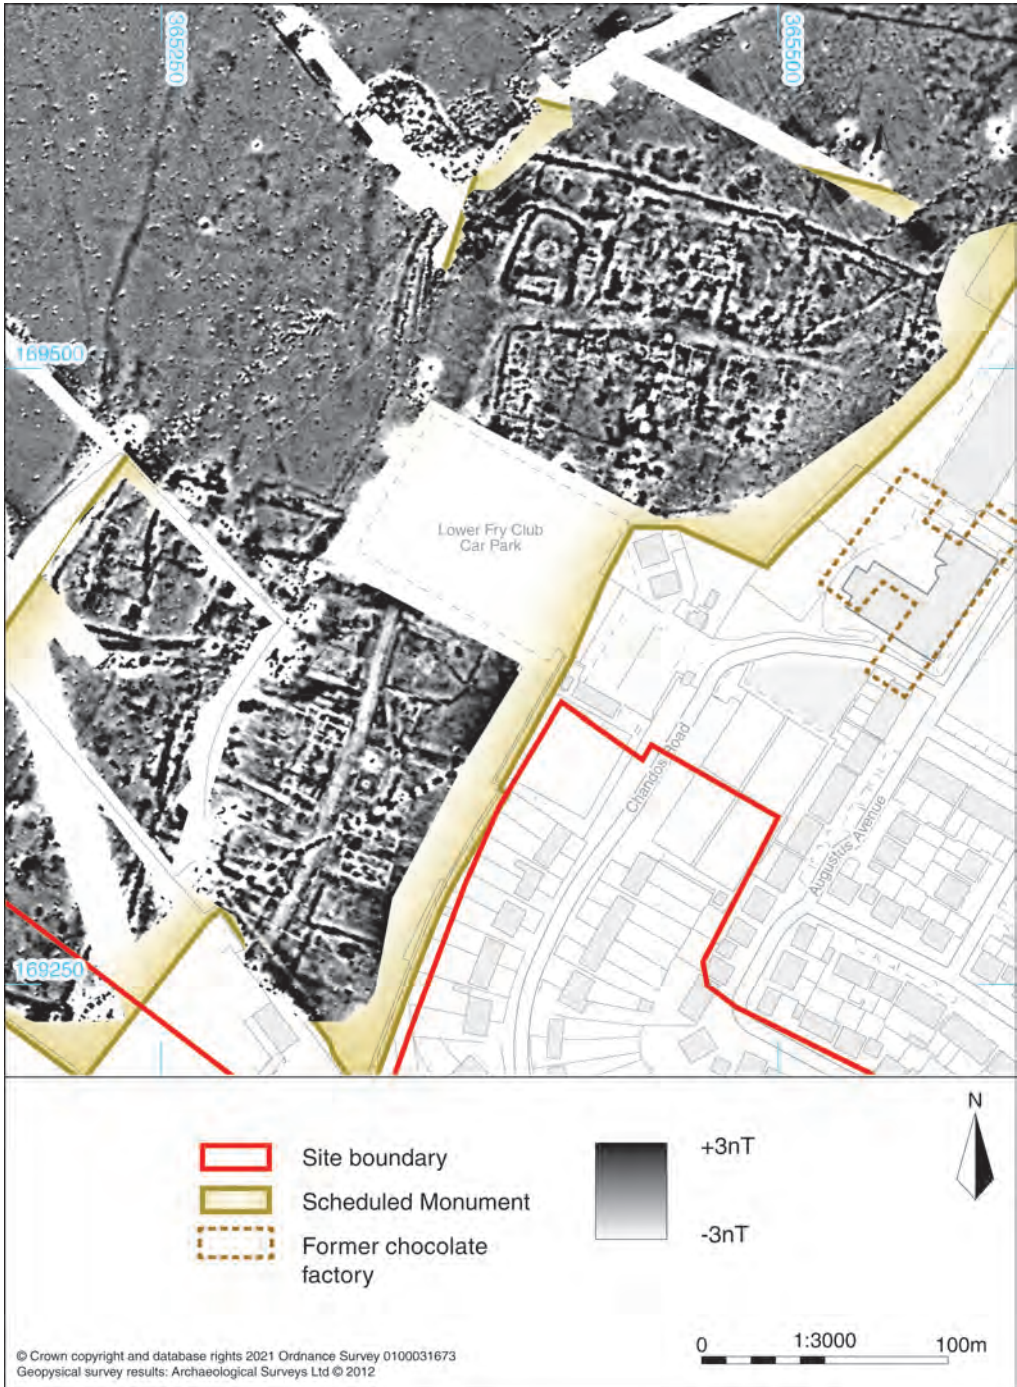 365250
365500
169500
Lower Fry Club
Car Park
Chandos Road
Augustus Avenue
169250
N
Site boundary
+3nT
Scheduled Monument
-3nT
Former chocolate
factory
0 1:3000 100m
© Crown copyright and database rights 2021 Ordnance Survey 0100031673
Geopysical survey results: Archaeological Surveys Ltd © 2012